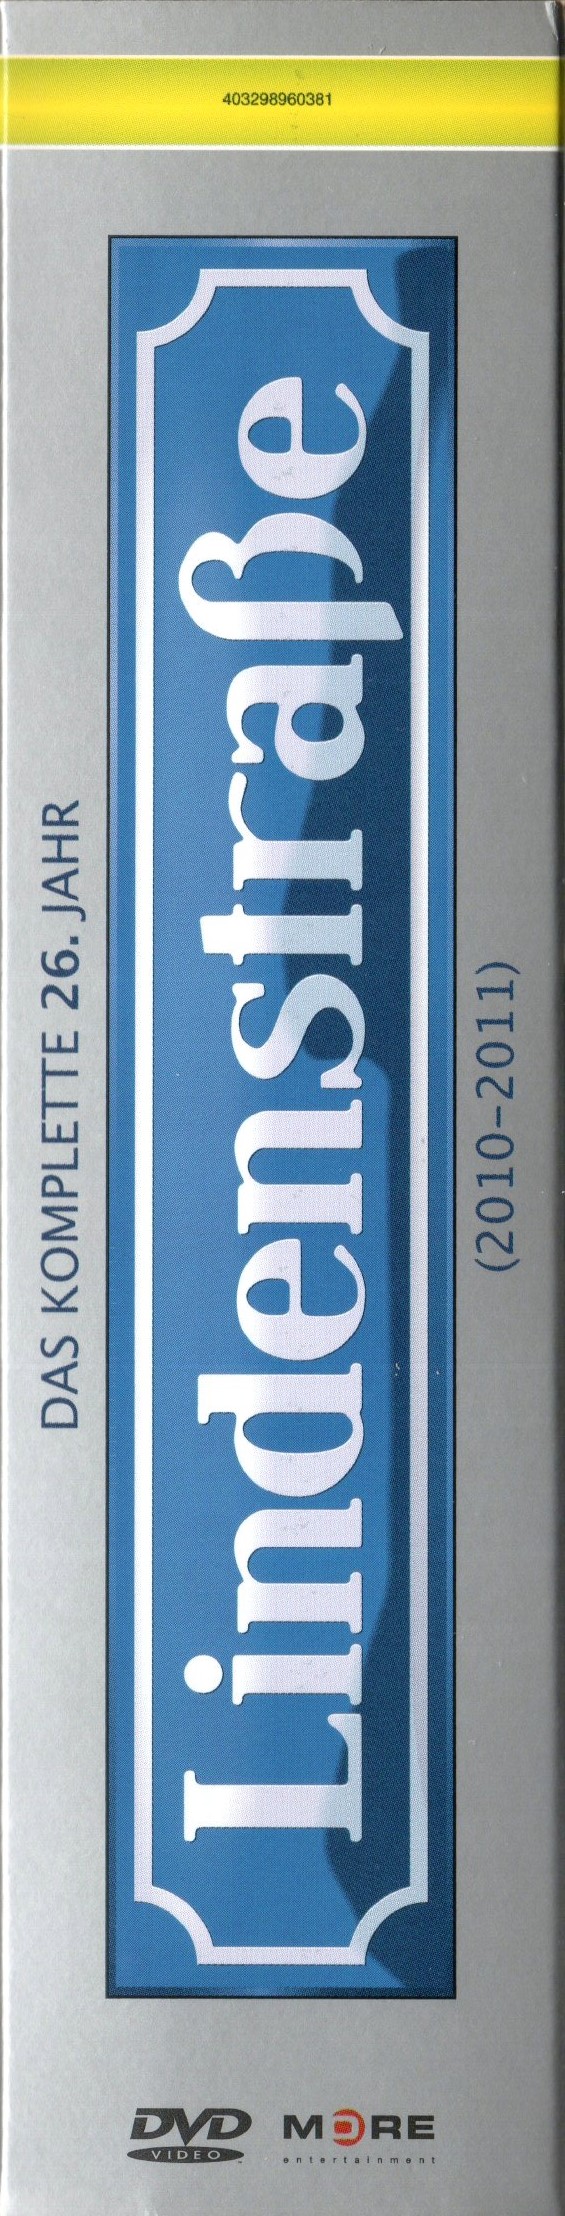 403298960381
DAS KOMPLETTE 26. JAHR
Lindenstraße
(2010–2011)
DVD
VIDEO
MORE
entertainment